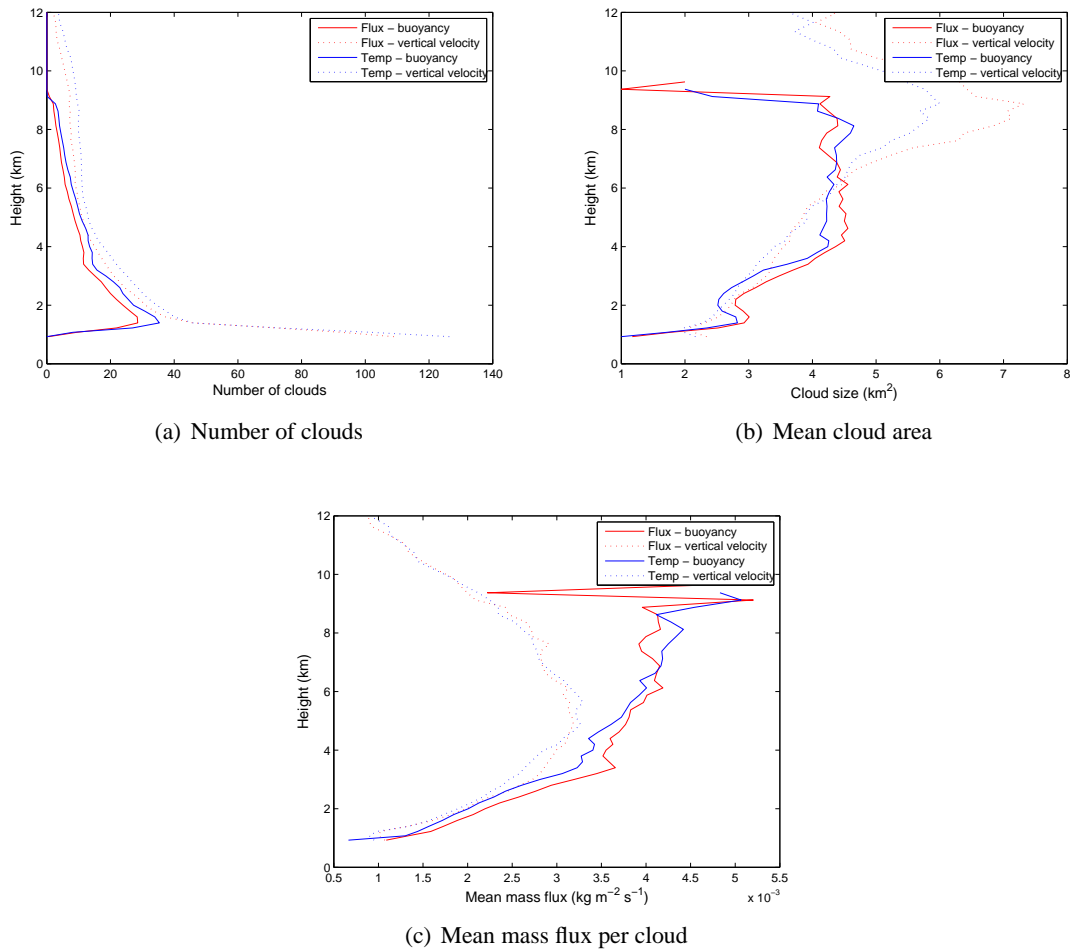 12
10
8
6
4
2
0
Height (km)
0 20 40 60 80 100 120 140
Number of clouds
Flux − buoyancy
Flux − vertical velocity
Temp − buoyancy
Temp − vertical velocity
(a) Number of clouds
12
10
8
6
4
2
0
Height (km)
1 2 3 4 5 6 7 8
Cloud size (km²)
Flux − buoyancy
Flux − vertical velocity
Temp − buoyancy
Temp − vertical velocity
(b) Mean cloud area
12
10
8
6
4
2
0
Height (km)
0.5 1 1.5 2 2.5 3 3.5 4 4.5 5 5.5
Mean mass flux (kg m⁻² s⁻¹)
x 10⁻³
Flux − buoyancy
Flux − vertical velocity
Temp − buoyancy
Temp − vertical velocity
(c) Mean mass flux per cloud